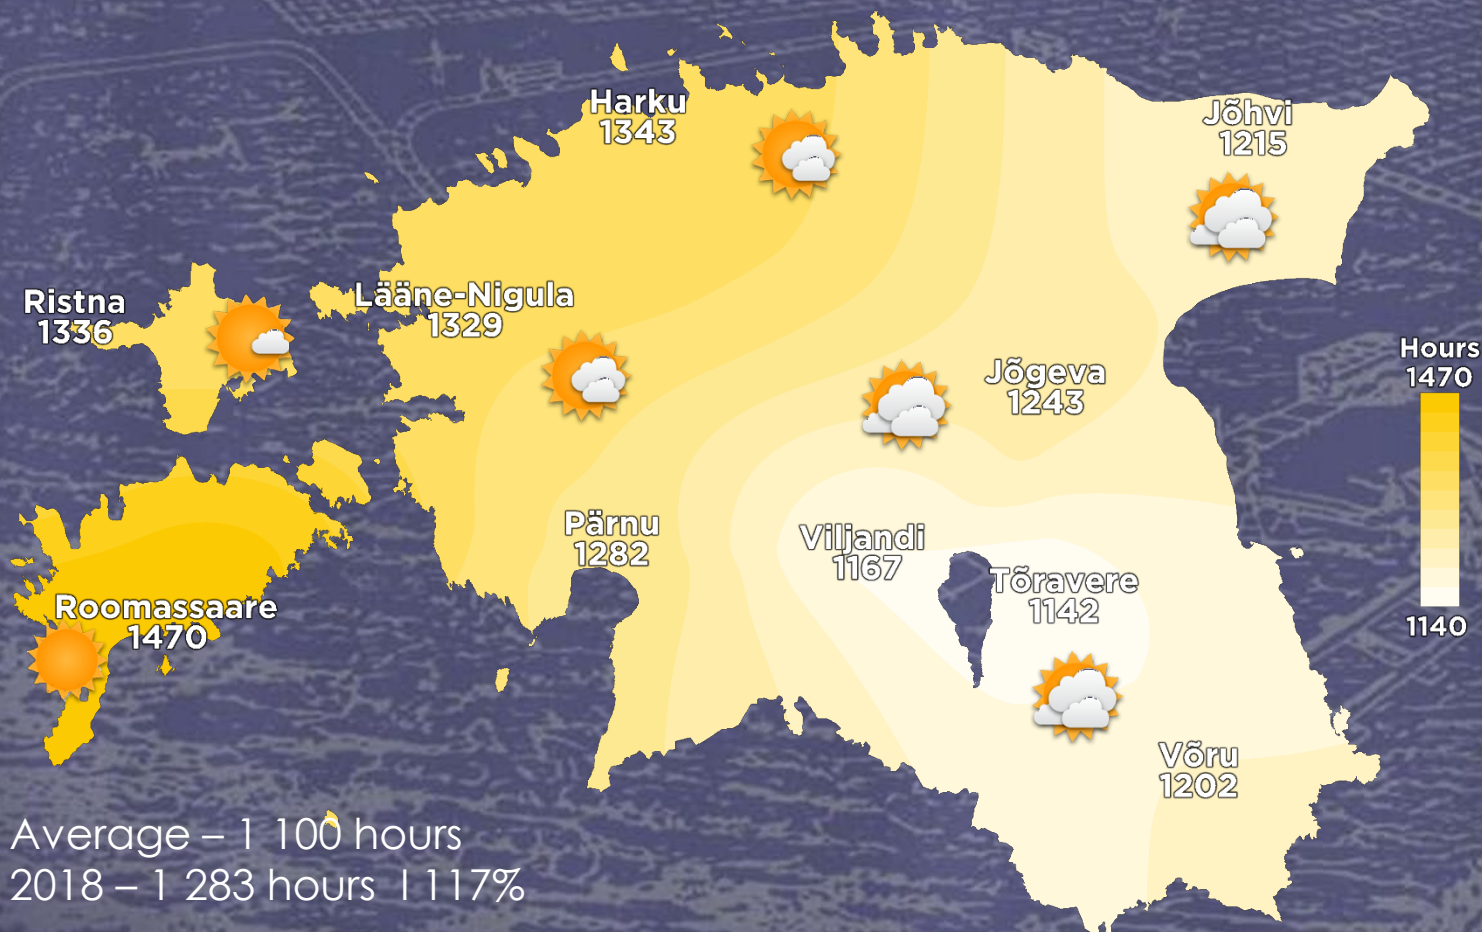 Harku
1343
Jõhvi
1215
Ristna
1336
Lääne-Nigula
1329
Hours
1470
Jõgeva
1243
Pärnu
1282
Viljandi
1167
Tõravere
1142
Roomassaare
1470
1140
Võru
1202
Average – 1 100 hours
2018 – 1 283 hours I 117%